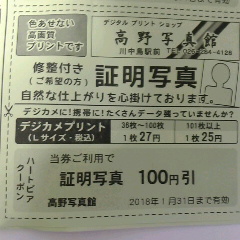 色あせない
高画質
プリントです
デジタル プリント ショップ
高野写真館
川中島駅前 TEL 026-284-4128
修整付き
(ご希望の方)
証明写真
自然な仕上がりを心掛けております。
デジカメに!携帯に!たくさんデータ残っていませんか?
デジカメプリント
(Lサイズ・税込)
36枚〜100枚
1枚27円
101枚以上
1枚25円
ハートピア
クーポン
当券ご利用で
証明写真 100円引
高野写真館
2018年1月31日まで有効